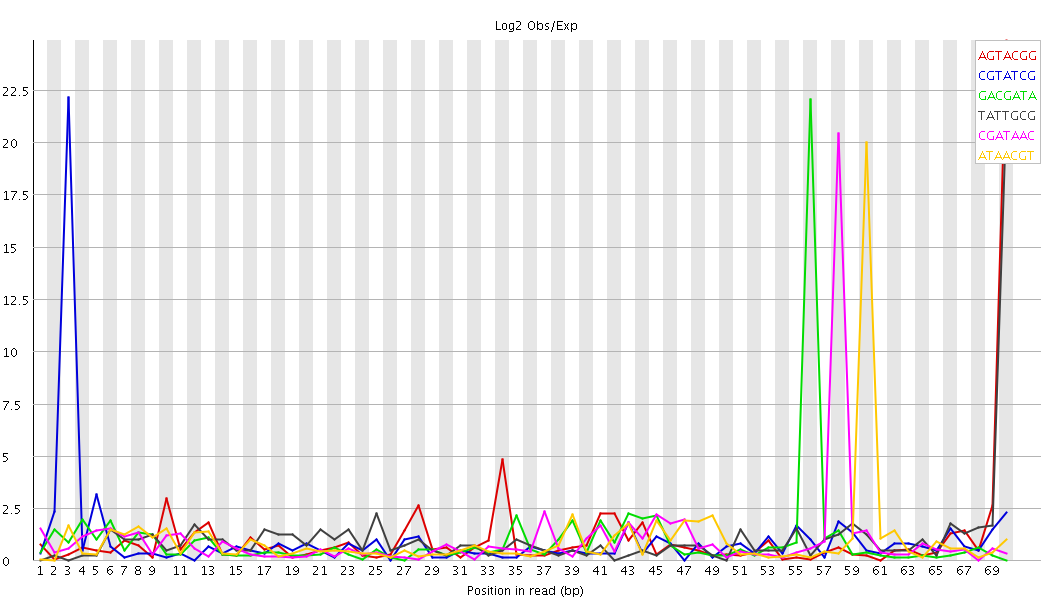 Log2 Obs/Exp
AGTACGG
CGTATCG
GACGATA
TATTGCG
CGATAAC
ATAACGT
22.5
20
17.5
15
12.5
10
7.5
5
2.5
0
1 2 3 4 5 6 7 8 9 11 13 15 17 19 21 23 25 27 29 31 33 35 37 39 41 43 45 47 49 51 53 55 57 59 61 63 65 67 69
Position in read (bp)